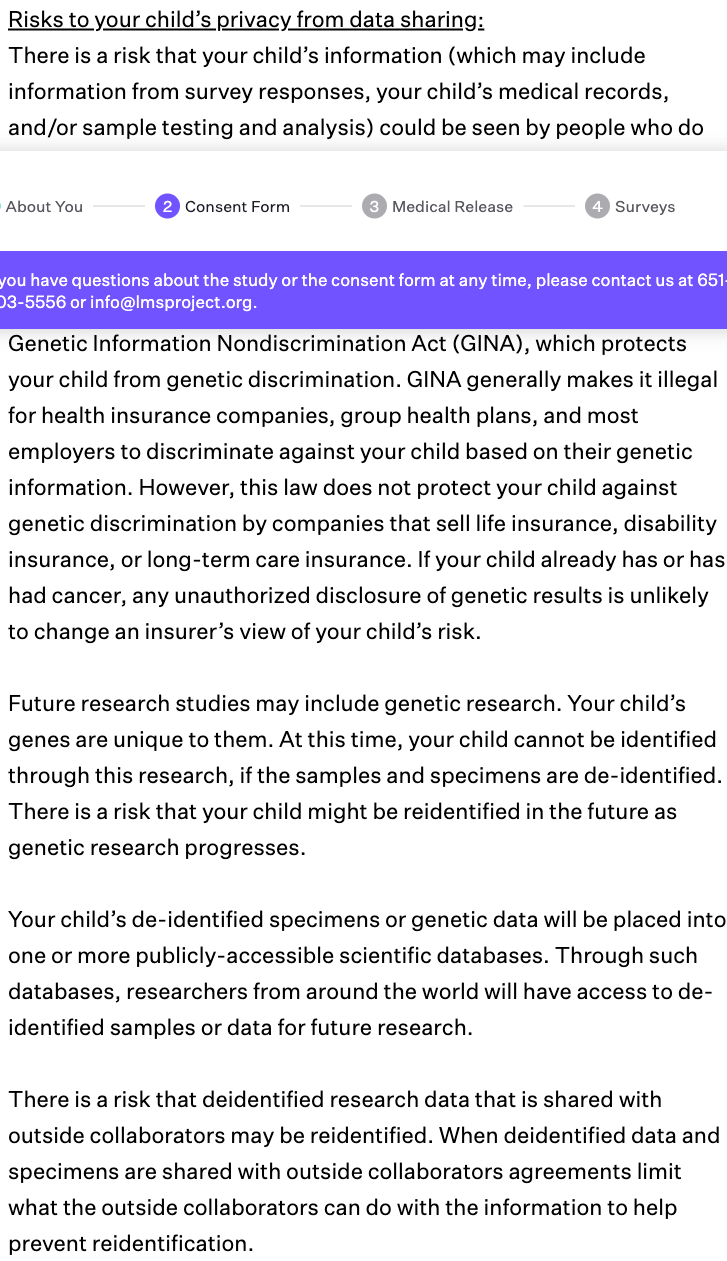 Risks to your child’s privacy from data sharing:
There is a risk that your child’s information (which may include
information from survey responses, your child’s medical records,
and/or sample testing and analysis) could be seen by people who do
About You 2 Consent Form 3 Medical Release 4 Surveys
you have questions about the study or the consent form at any time, please contact us at 651-
03-5556 or info@lmsproject.org.
Genetic Information Nondiscrimination Act (GINA), which protects
your child from genetic discrimination. GINA generally makes it illegal
for health insurance companies, group health plans, and most
employers to discriminate against your child based on their genetic
information. However, this law does not protect your child against
genetic discrimination by companies that sell life insurance, disability
insurance, or long-term care insurance. If your child already has or has
had cancer, any unauthorized disclosure of genetic results is unlikely
to change an insurer’s view of your child’s risk.
Future research studies may include genetic research. Your child’s
genes are unique to them. At this time, your child cannot be identified
through this research, if the samples and specimens are de-identified.
There is a risk that your child might be reidentified in the future as
genetic research progresses.
Your child’s de-identified specimens or genetic data will be placed into
one or more publicly-accessible scientific databases. Through such
databases, researchers from around the world will have access to de-
identified samples or data for future research.
There is a risk that deidentified research data that is shared with
outside collaborators may be reidentified. When deidentified data and
specimens are shared with outside collaborators agreements limit
what the outside collaborators can do with the information to help
prevent reidentification.